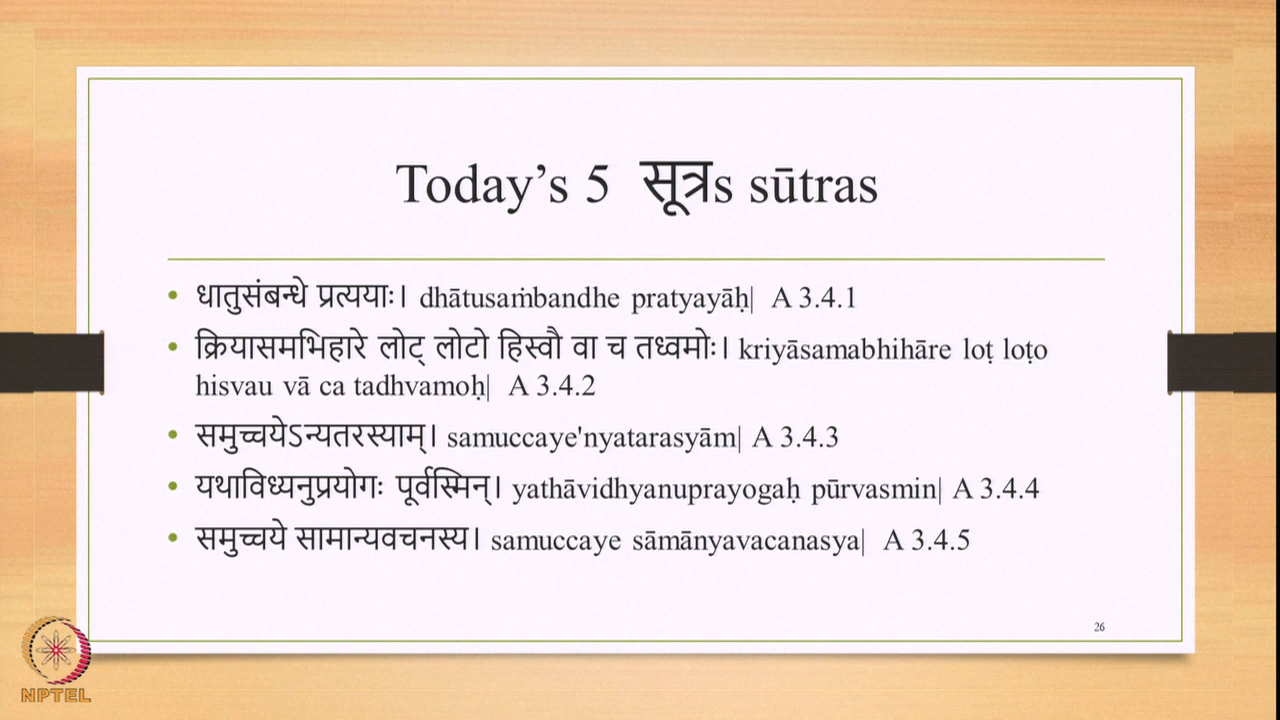 Today’s 5 सूत्रs sūtras
• धातुसंबन्धे प्रत्ययाः। dhātusaṁbandhe pratyayāḥ| A 3.4.1
• क्रियासमभिहारे लोट् लोटो हिस्वौ वा च तध्वमोः। kriyāsamabhihāre loṭ loṭo
hisvau vā ca tadhvamoḥ| A 3.4.2
• समुच्चयेऽन्यतरस्याम्। samuccaye'nyatarasyām| A 3.4.3
• यथाविध्यनुप्रयोगः पूर्वस्मिन्। yathāvidhyanuprayogaḥ pūrvasmin| A 3.4.4
• समुच्चये सामान्यवचनस्य। samuccaye sāmānyavacanasya| A 3.4.5
26
NPTEL